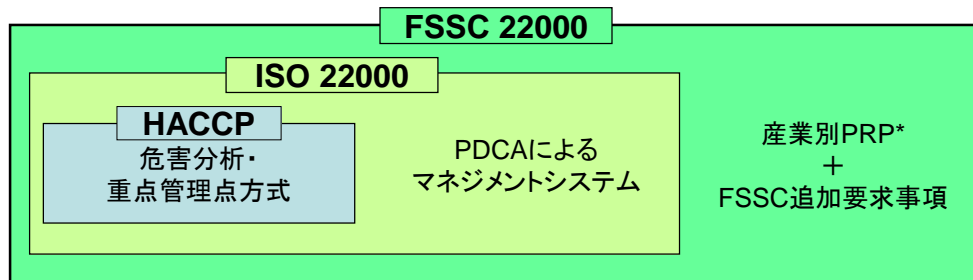 FSSC 22000
ISO 22000
HACCP
危害分析・
重点管理点方式
PDCAによる
マネジメントシステム
産業別PRP*
＋
FSSC追加要求事項